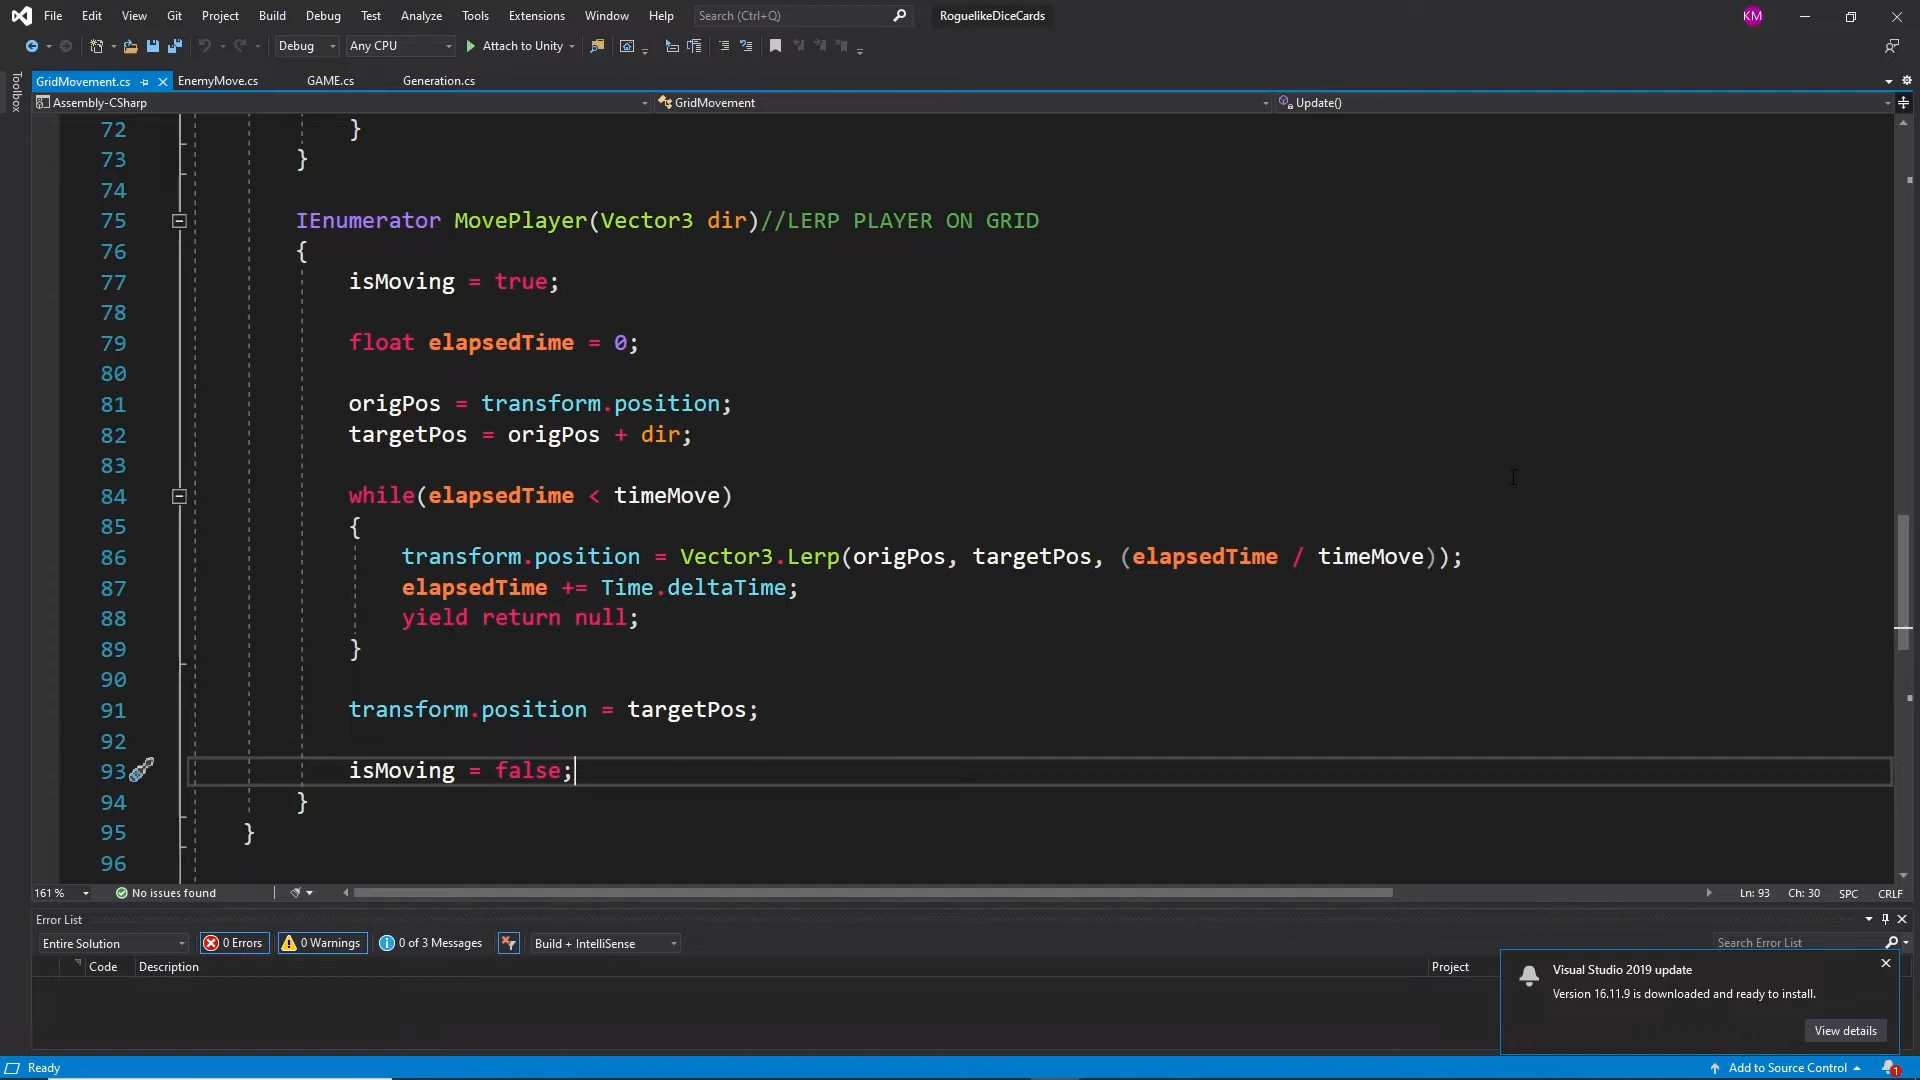 File Edit View Git Project Build Debug Test Analyze Tools Extensions Window Help Search (Ctrl+Q) RoguelikeDiceCards KM
Debug Any CPU Attach to Unity
Toolbox
GridMovement.cs EnemyMove.cs GAME.cs Generation.cs
Assembly-CSharp GridMovement Update()
72 }
73 }
74
75 IEnumerator MovePlayer(Vector3 dir)//LERP PLAYER ON GRID
76 {
77 isMoving = true;
78
79 float elapsedTime = 0;
80
81 origPos = transform.position;
82 targetPos = origPos + dir;
83
84 while(elapsedTime < timeMove)
85 {
86 transform.position = Vector3.Lerp(origPos, targetPos, (elapsedTime / timeMove));
87 elapsedTime += Time.deltaTime;
88 yield return null;
89 }
90
91 transform.position = targetPos;
92
93 isMoving = false;
94 }
95 }
96
161 % No issues found Ln: 93 Ch: 30 SPC CRLF
Error List
Entire Solution 0 Errors 0 Warnings 0 of 3 Messages Build + IntelliSense Search Error List
Code Description Project
Visual Studio 2019 update
Version 16.11.9 is downloaded and ready to install.
View details
Ready Add to Source Control 1